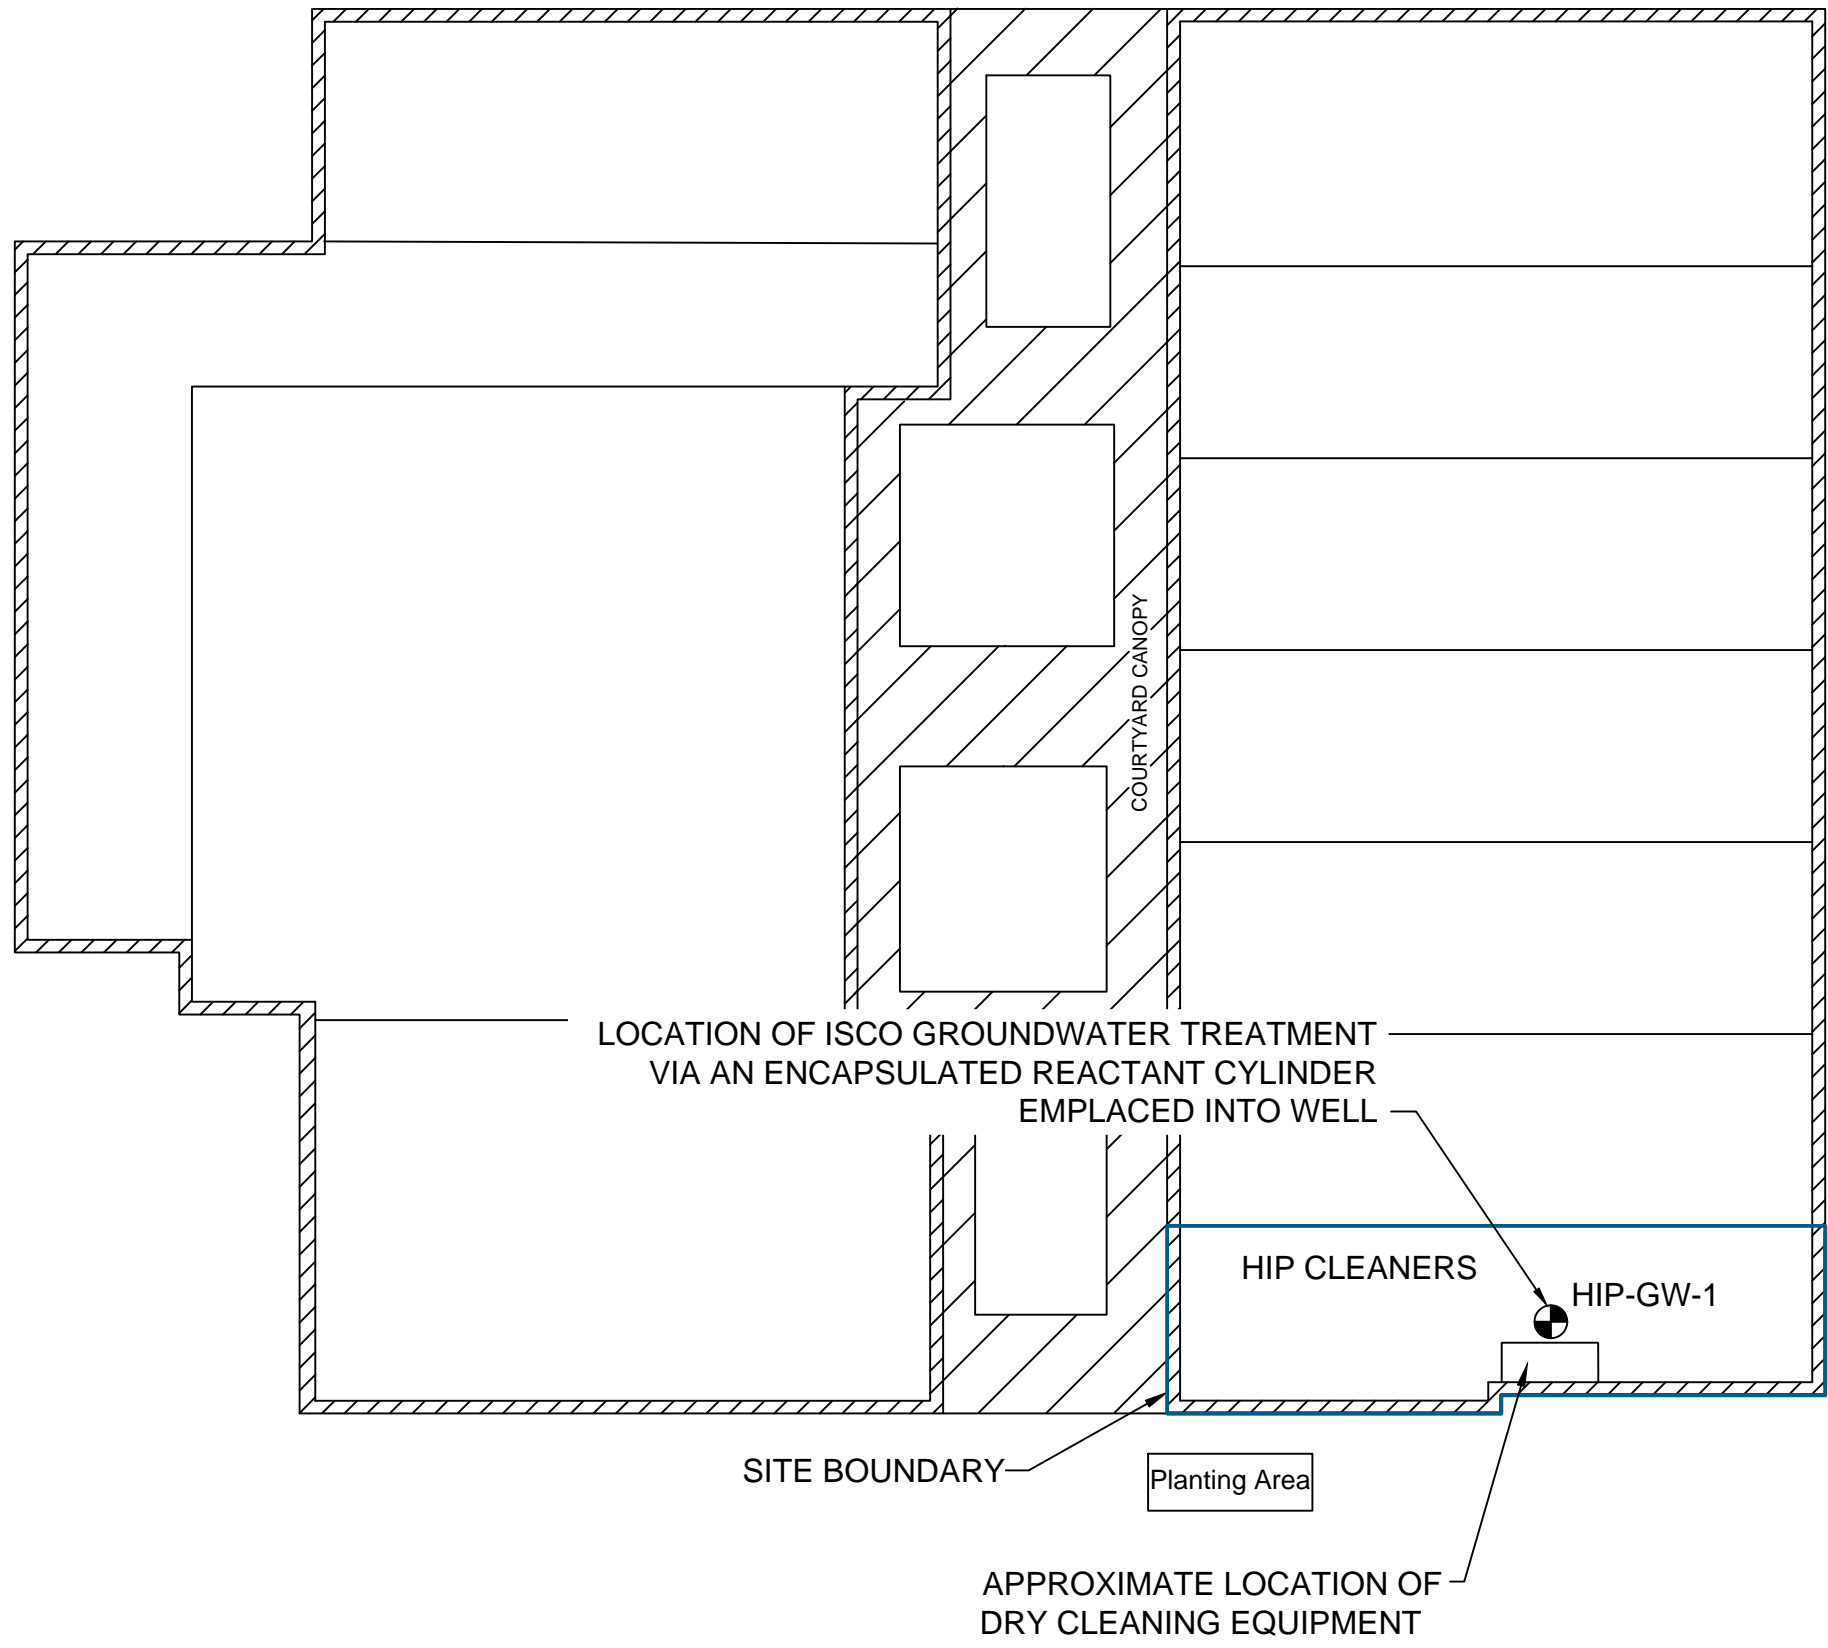 COURTYARD CANOPY
LOCATION OF ISCO GROUNDWATER TREATMENT
VIA AN ENCAPSULATED REACTANT CYLINDER
EMPLACED INTO WELL
HIP CLEANERS
HIP-GW-1
SITE BOUNDARY
Planting Area
APPROXIMATE LOCATION OF
DRY CLEANING EQUIPMENT